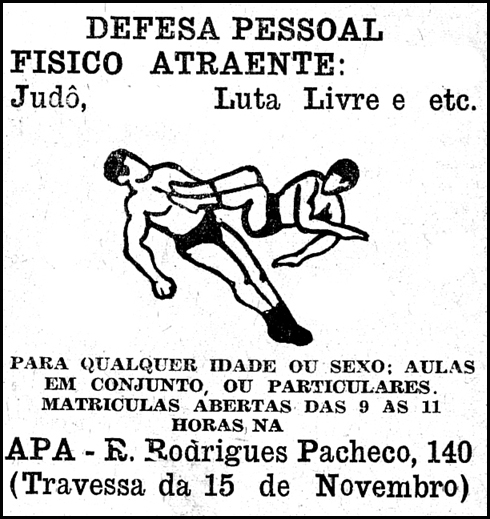 DEFESA PESSOAL
FISICO ATRAENTE:
Judô, Luta Livre e etc.
PARA QUALQUER IDADE OU SEXO; AULAS
EM CONJUNTO, OU PARTICULARES.
MATRICULAS ABERTAS DAS 9 AS 11
HORAS NA
APA - R. Rodrigues Pacheco, 140
(Travessa da 15 de Novembro)